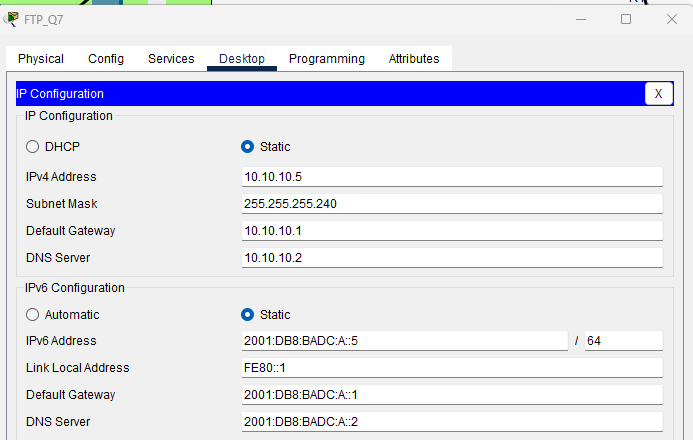 FTP_Q7
Physical Config Services Desktop Programming Attributes
IP Configuration X
IP Configuration
DHCP Static
IPv4 Address 10.10.10.5
Subnet Mask 255.255.255.240
Default Gateway 10.10.10.1
DNS Server 10.10.10.2
IPv6 Configuration
Automatic Static
IPv6 Address 2001:DB8:BADC:A::5 / 64
Link Local Address FE80::1
Default Gateway 2001:DB8:BADC:A::1
DNS Server 2001:DB8:BADC:A::2